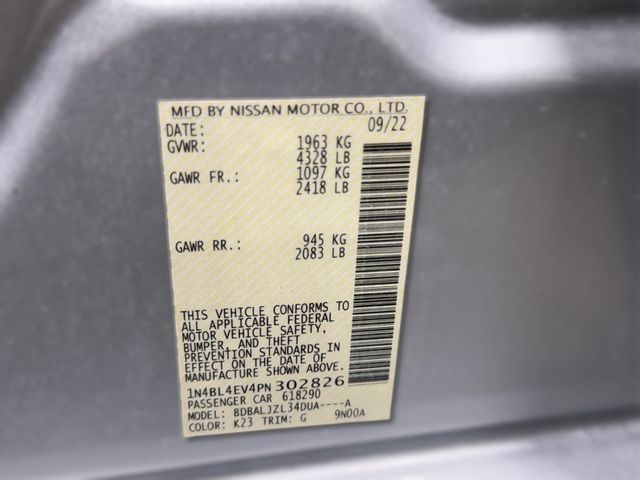 MFD BY NISSAN MOTOR CO., LTD.
DATE: 09/22
GVWR: 1963 KG
4328 LB
GAWR FR.: 1097 KG
2418 LB
GAWR RR.: 945 KG
2083 LB
THIS VEHICLE CONFORMS TO
ALL APPLICABLE FEDERAL
MOTOR VEHICLE SAFETY,
BUMPER, AND THEFT
PREVENTION STANDARDS IN
EFFECT ON THE DATE OF
MANUFACTURE SHOWN ABOVE.
1N4BL4EV4PN302826
PASSENGER CAR 618290
MODEL: BDBALJZL34DUA----A
COLOR: K23 TRIM: G 9N00A